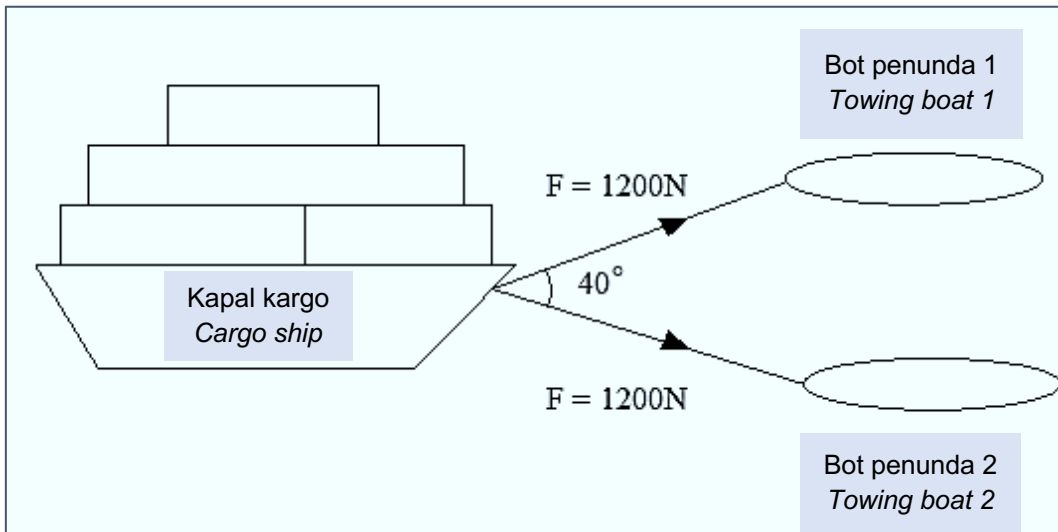 Bot penunda 1
Towing boat 1
F = 1200N
40°
Kapal kargo
Cargo ship
F = 1200N
Bot penunda 2
Towing boat 2